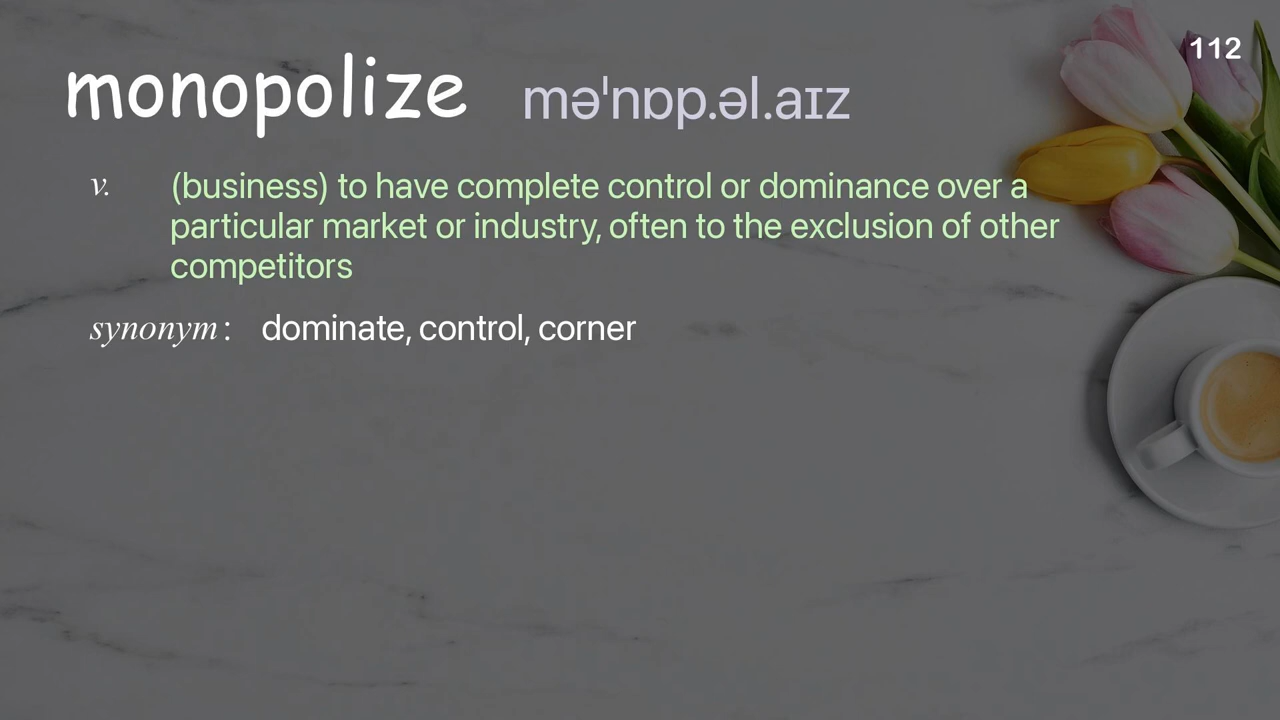 112
monopolize məˈnɒp.əl.aɪz
v. (business) to have complete control or dominance over a
particular market or industry, often to the exclusion of other
competitors
synonym: dominate, control, corner